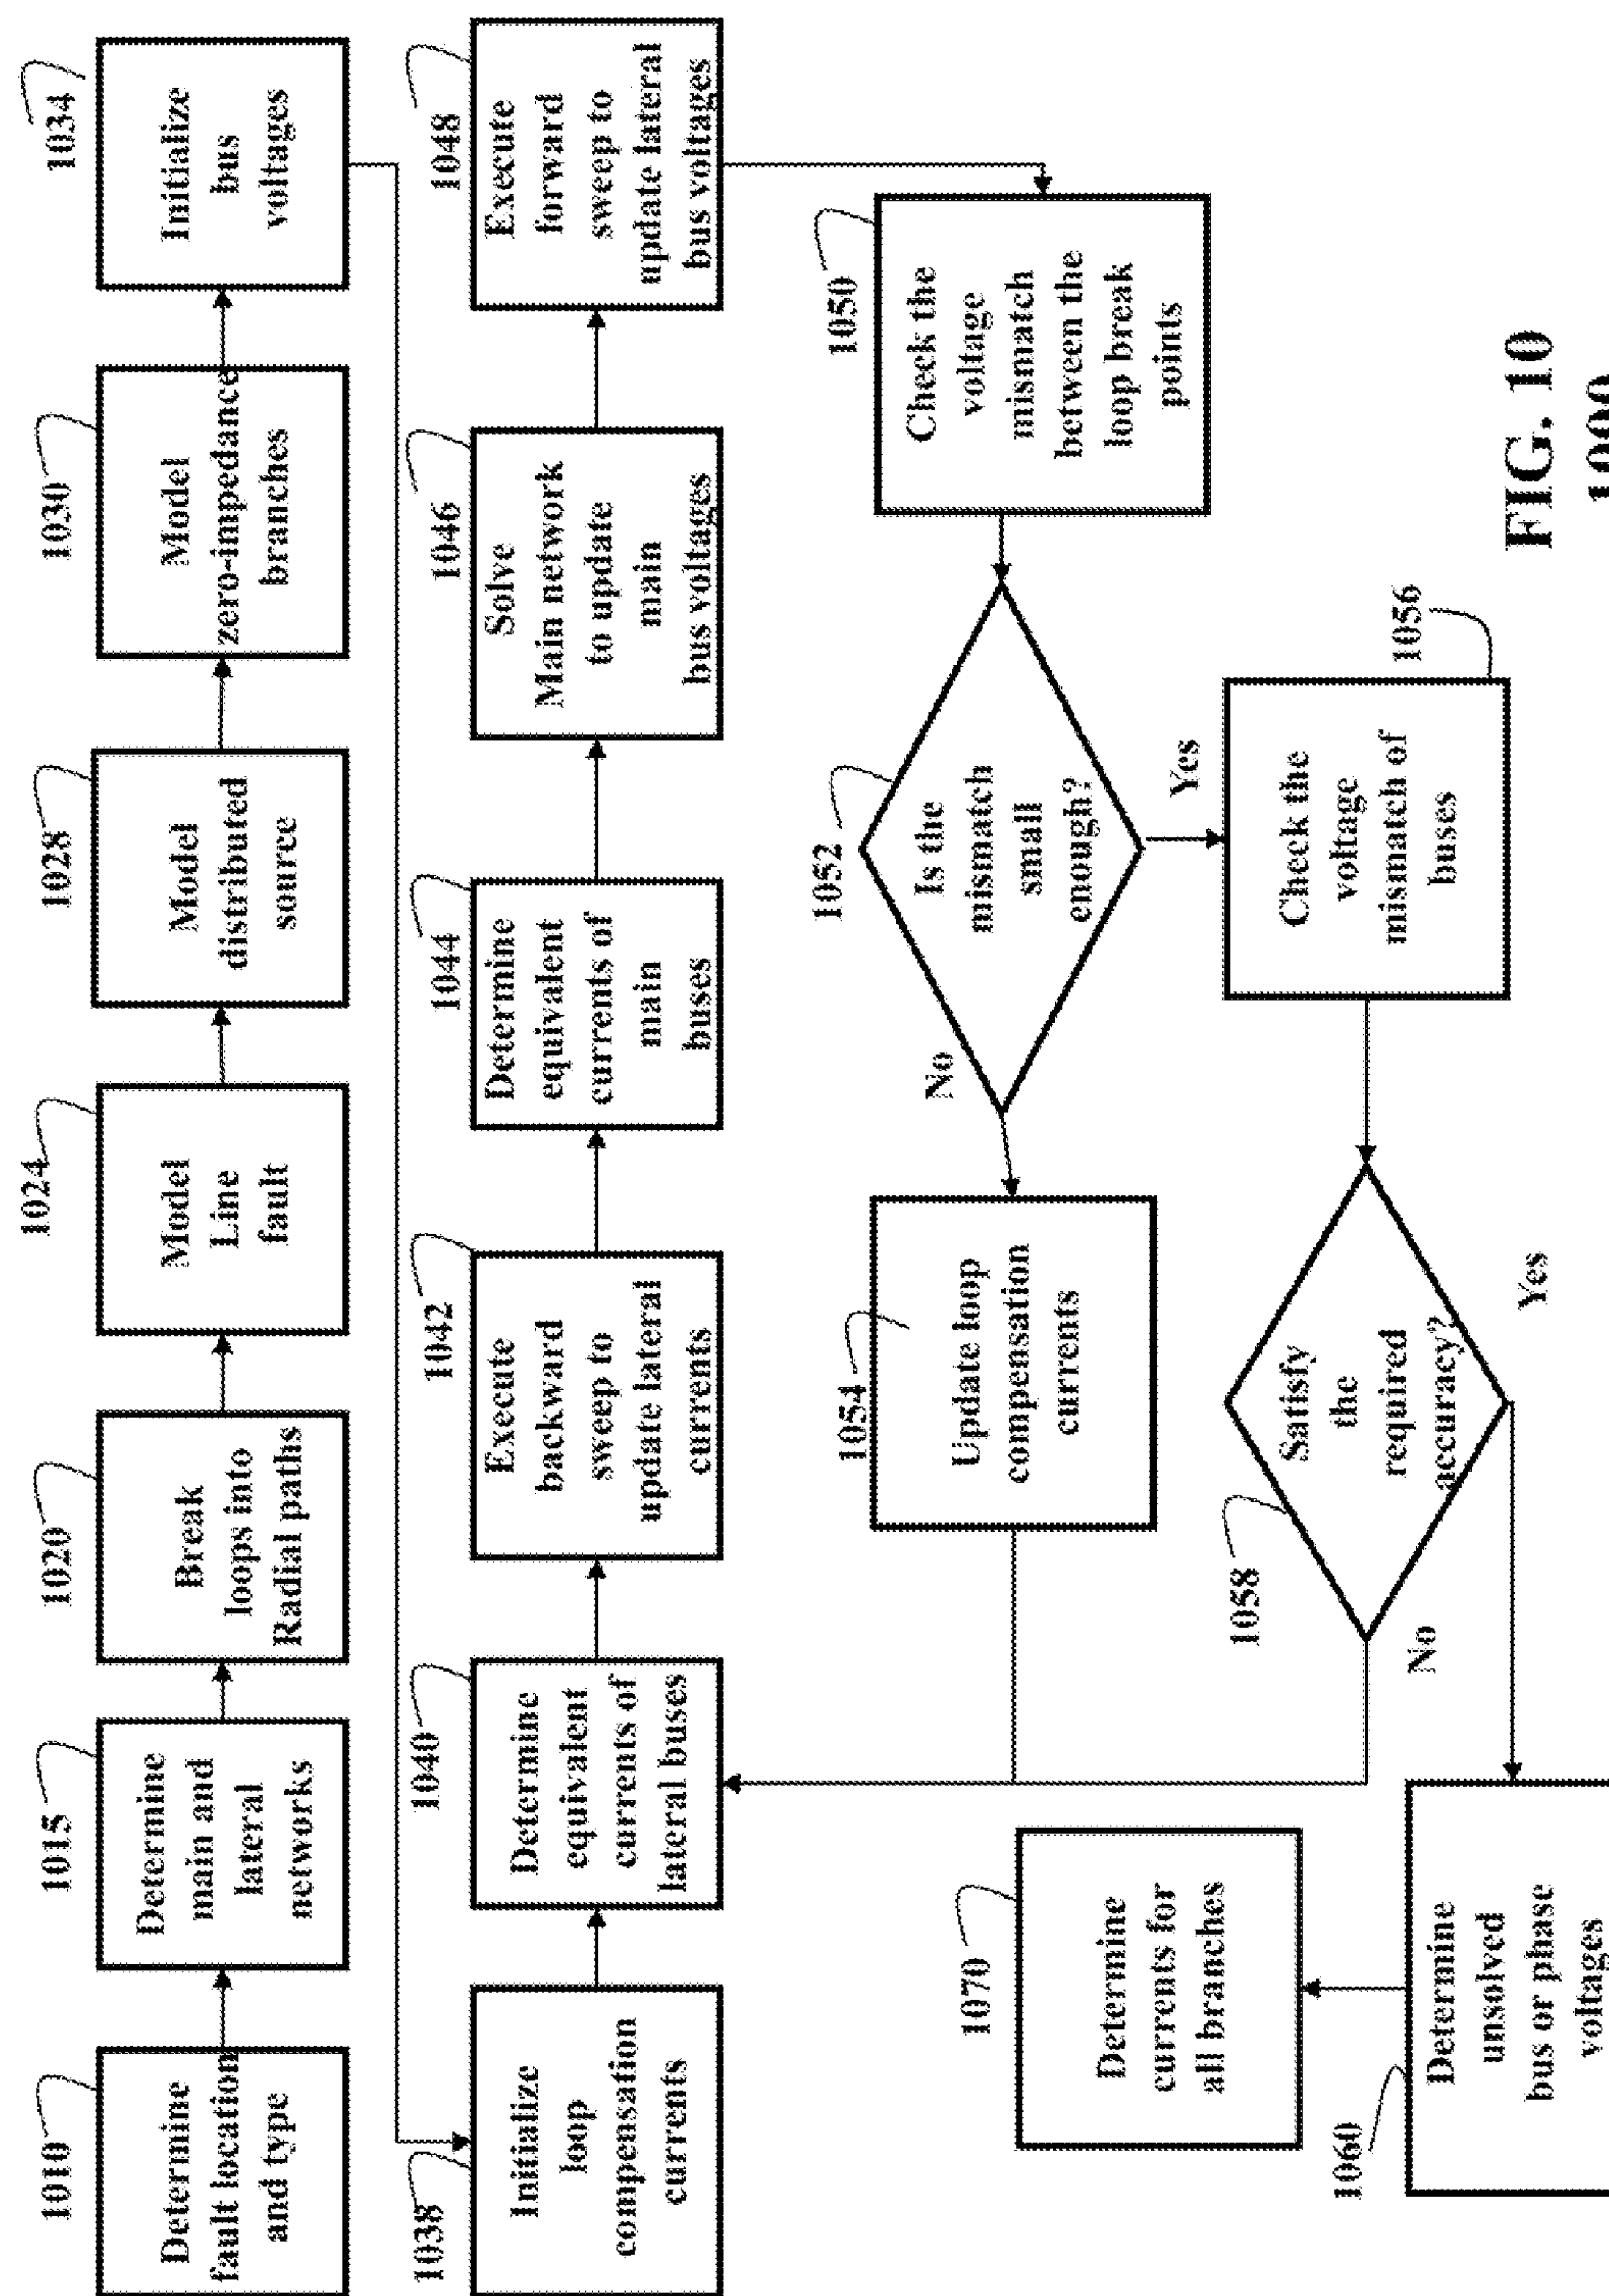 1010
Determine
fault location
and type
1015
Determine
main and
lateral
networks
1020
Break
loops into
Radial paths
1024
Model
Line
fault
1028
Model
distributed
source
1030
Model
zero-impedance
branches
1034
Initialize
bus
voltages
1038
Initialize
loop
compensation
currents
1040
Determine
equivalent
currents of
lateral buses
1042
Execute
backward
sweep to
update lateral
currents
1044
Determine
equivalent
currents of
main
buses
1046
Solve
Main network
to update
main
bus voltages
1048
Execute
forward
sweep to
update lateral
bus voltages
1050
Check the
voltage
mismatch
between the
loop break
points
1052
Is the
mismatch
small
enough?
No
Yes
1054
Update loop
compensation
currents
1056
Check the
voltage
mismatch of
buses
1058
Satisfy
the
required
accuracy?
No
Yes
1060
Determine
unsolved
bus or phase
voltages
1070
Determine
currents for
all branches
FIG. 10